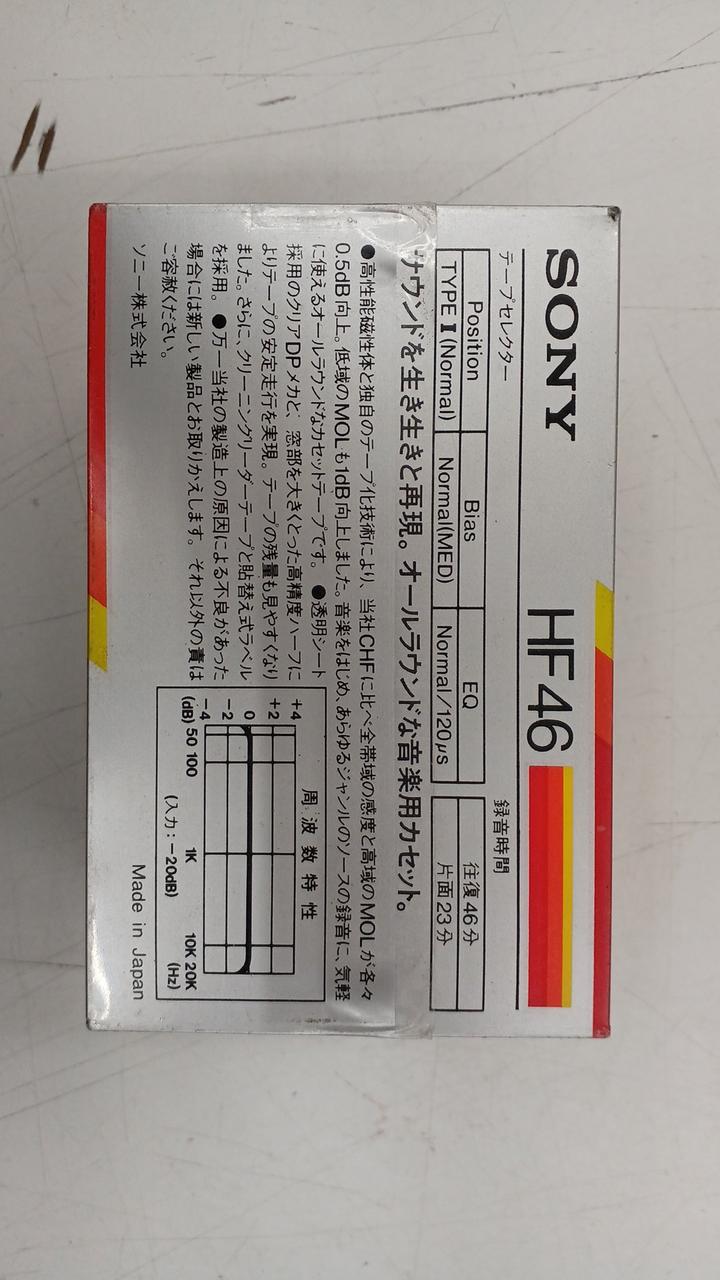 SONY HF46
テープセレクター 録音時間
Position Bias EQ 往復46分
TYPE I (Normal) Normal(MED) Normal/120μs 片面23分
サウンドを生き生きと再現。オールラウンドな音楽用カセット。
●高性能磁性体と独自のテープ化技術により、当社CHFに比べ全帯域の感度と高域のMOLが各々
0.5dB向上。低域のMOLも1dB向上しました。音楽をはじめ、あらゆるジャンルのソースの録音に、気軽
に使えるオールラウンドなカセットテープです。●透明シート
採用のクリアDPメカと、窓部を大きくとった高精度ハーフに
よりテープの安定走行を実現。テープの残量も見やすくなり
ました。さらに、クリーニングリーダーテープと貼替え式ラベル
を採用。●万一当社の製造上の原因による不良があった
場合には新しい製品とお取りかえします。それ以外の責は
ご容赦ください。
ソニー株式会社
周波数特性
+4
+2
0
-2
-4
(dB) 50 100 1K 10K 20K
(入力:-20dB) (Hz)
Made in Japan